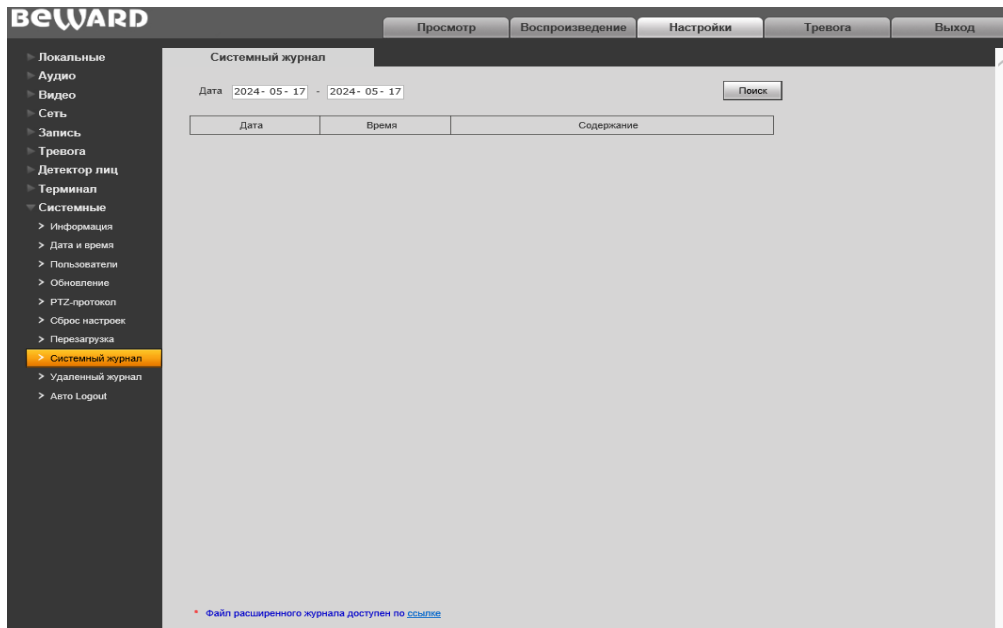 BEWARD
Просмотр
Воспроизведение
Настройки
Тревога
Выход
Локальные
Аудио
Видео
Сеть
Запись
Тревога
Детектор лиц
Терминал
Системные
> Информация
> Дата и время
> Пользователи
> Обновление
> PTZ-протокол
> Сброс настроек
> Перезагрузка
> Системный журнал
> Удаленный журнал
> Авто Logout
Системный журнал
Дата 2024- 05- 17 - 2024- 05- 17 Поиск
Дата Время Содержание
* Файл расширенного журнала доступен по ссылке